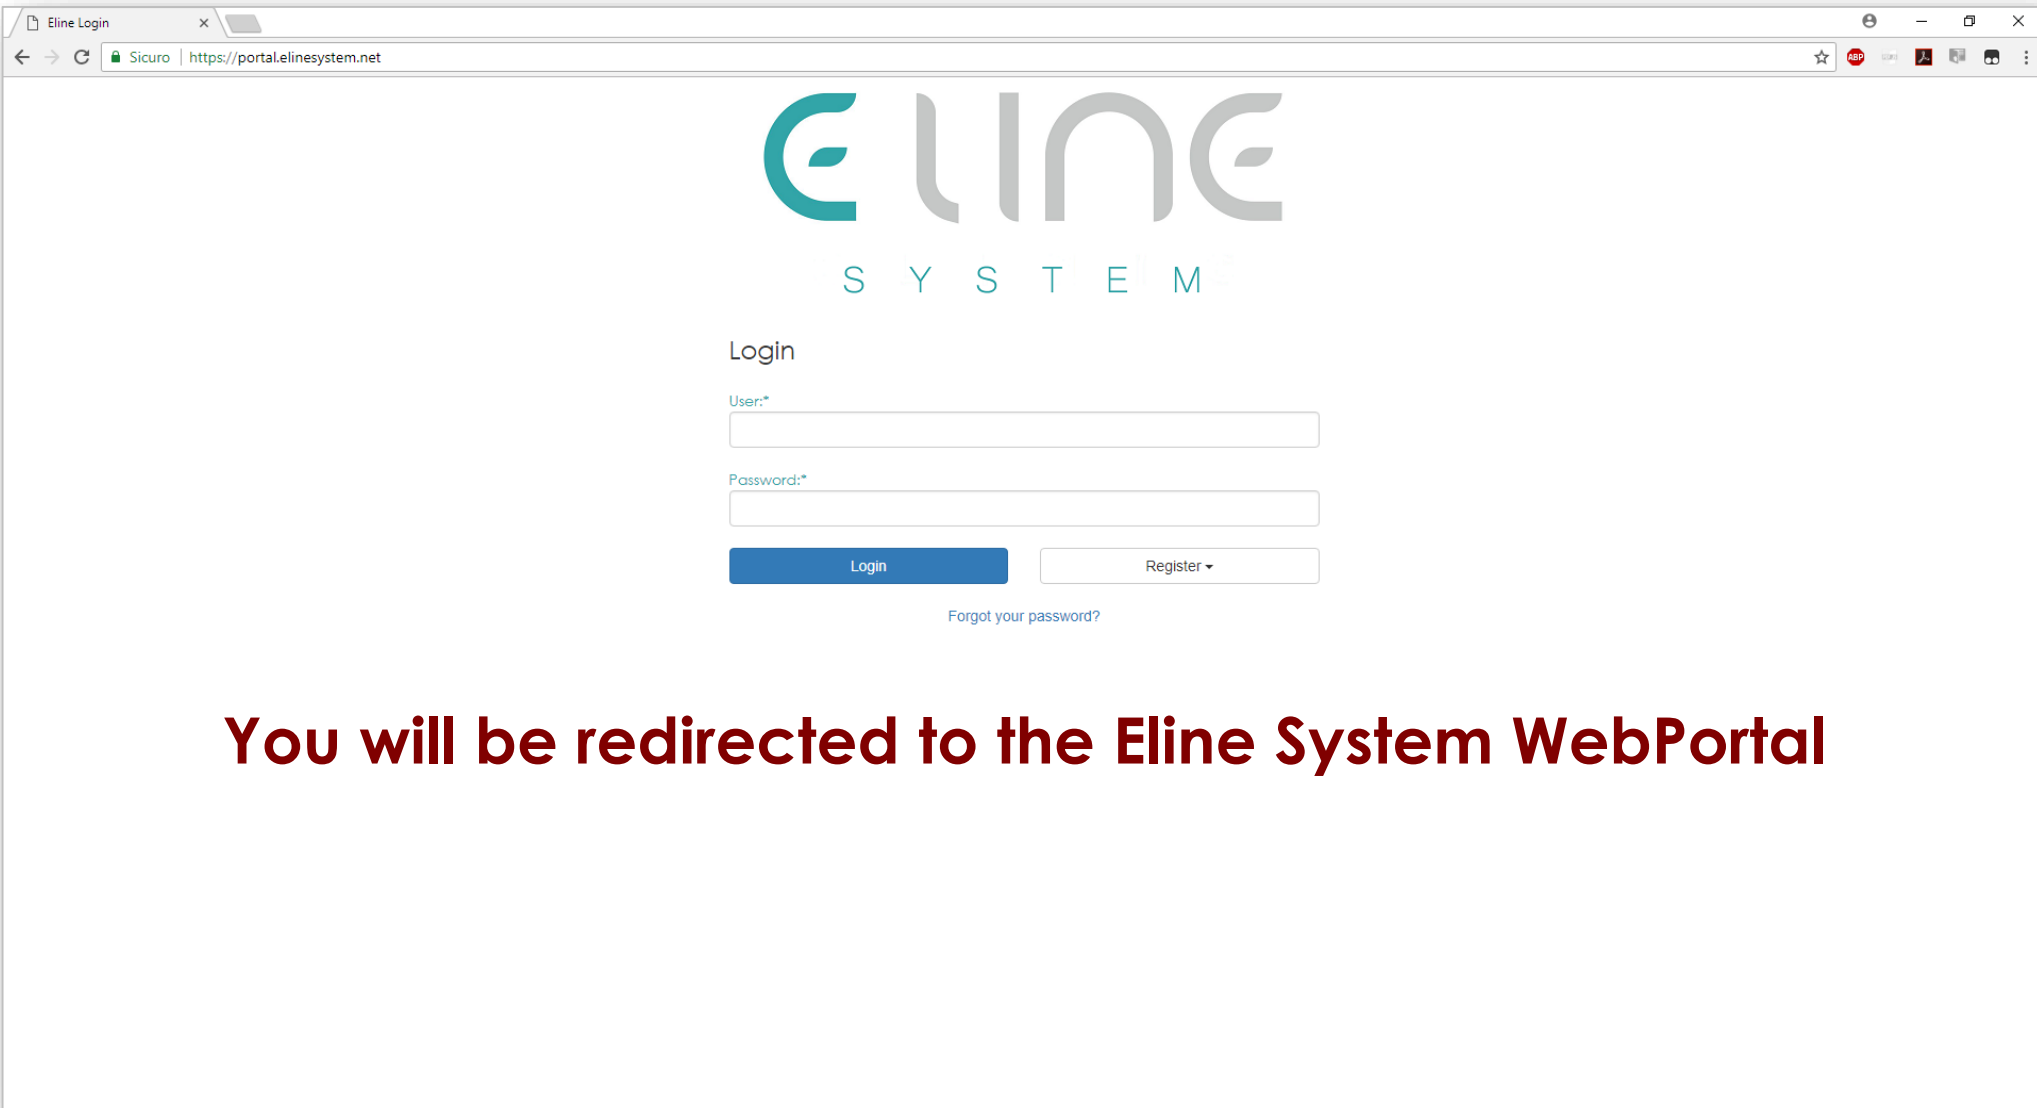 Eline Login
Sicuro | https://portal.elinesystem.net
ABP
ELINE
SYSTEM
Login
User:*
Password:*
Login
Register
Forgot your password?
You will be redirected to the Eline System WebPortal